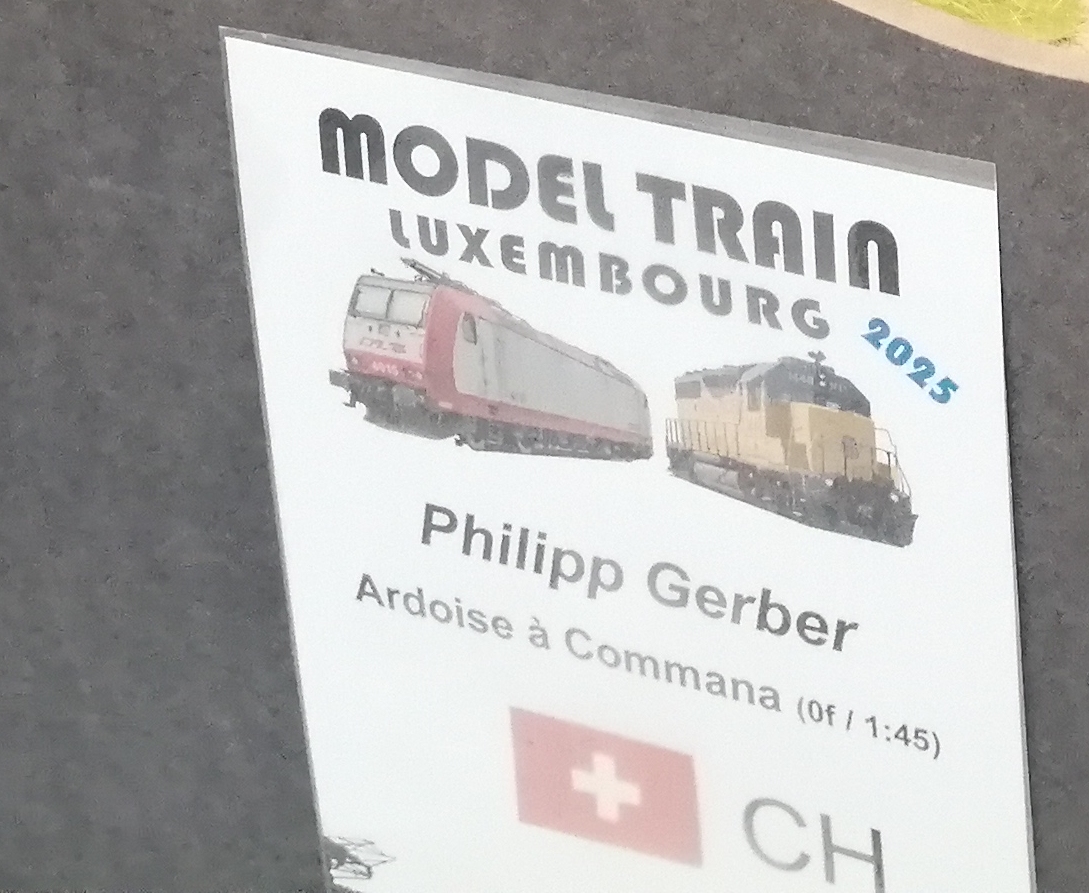 MODEL TRAIN
LUXEMBOURG
2025
Philipp Gerber
Ardoise à Commana (0f / 1:45)
CH